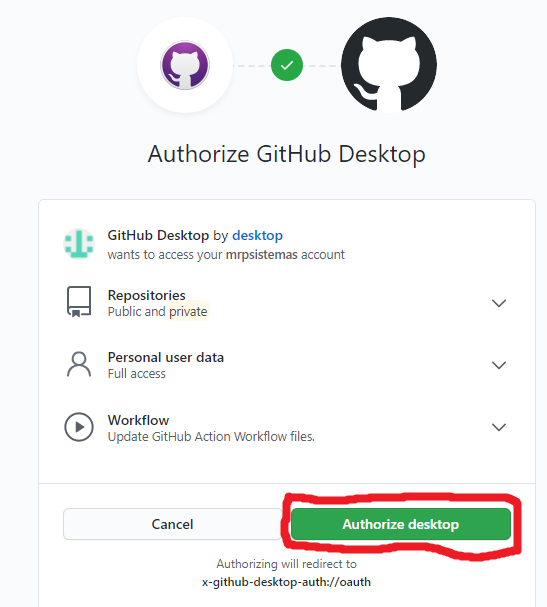 Authorize GitHub Desktop
GitHub Desktop by desktop
wants to access your mrpsistemas account
Repositories
Public and private
Personal user data
Full access
Workflow
Update GitHub Action Workflow files.
Cancel
Authorize desktop
Authorizing will redirect to
x-github-desktop-auth://oauth